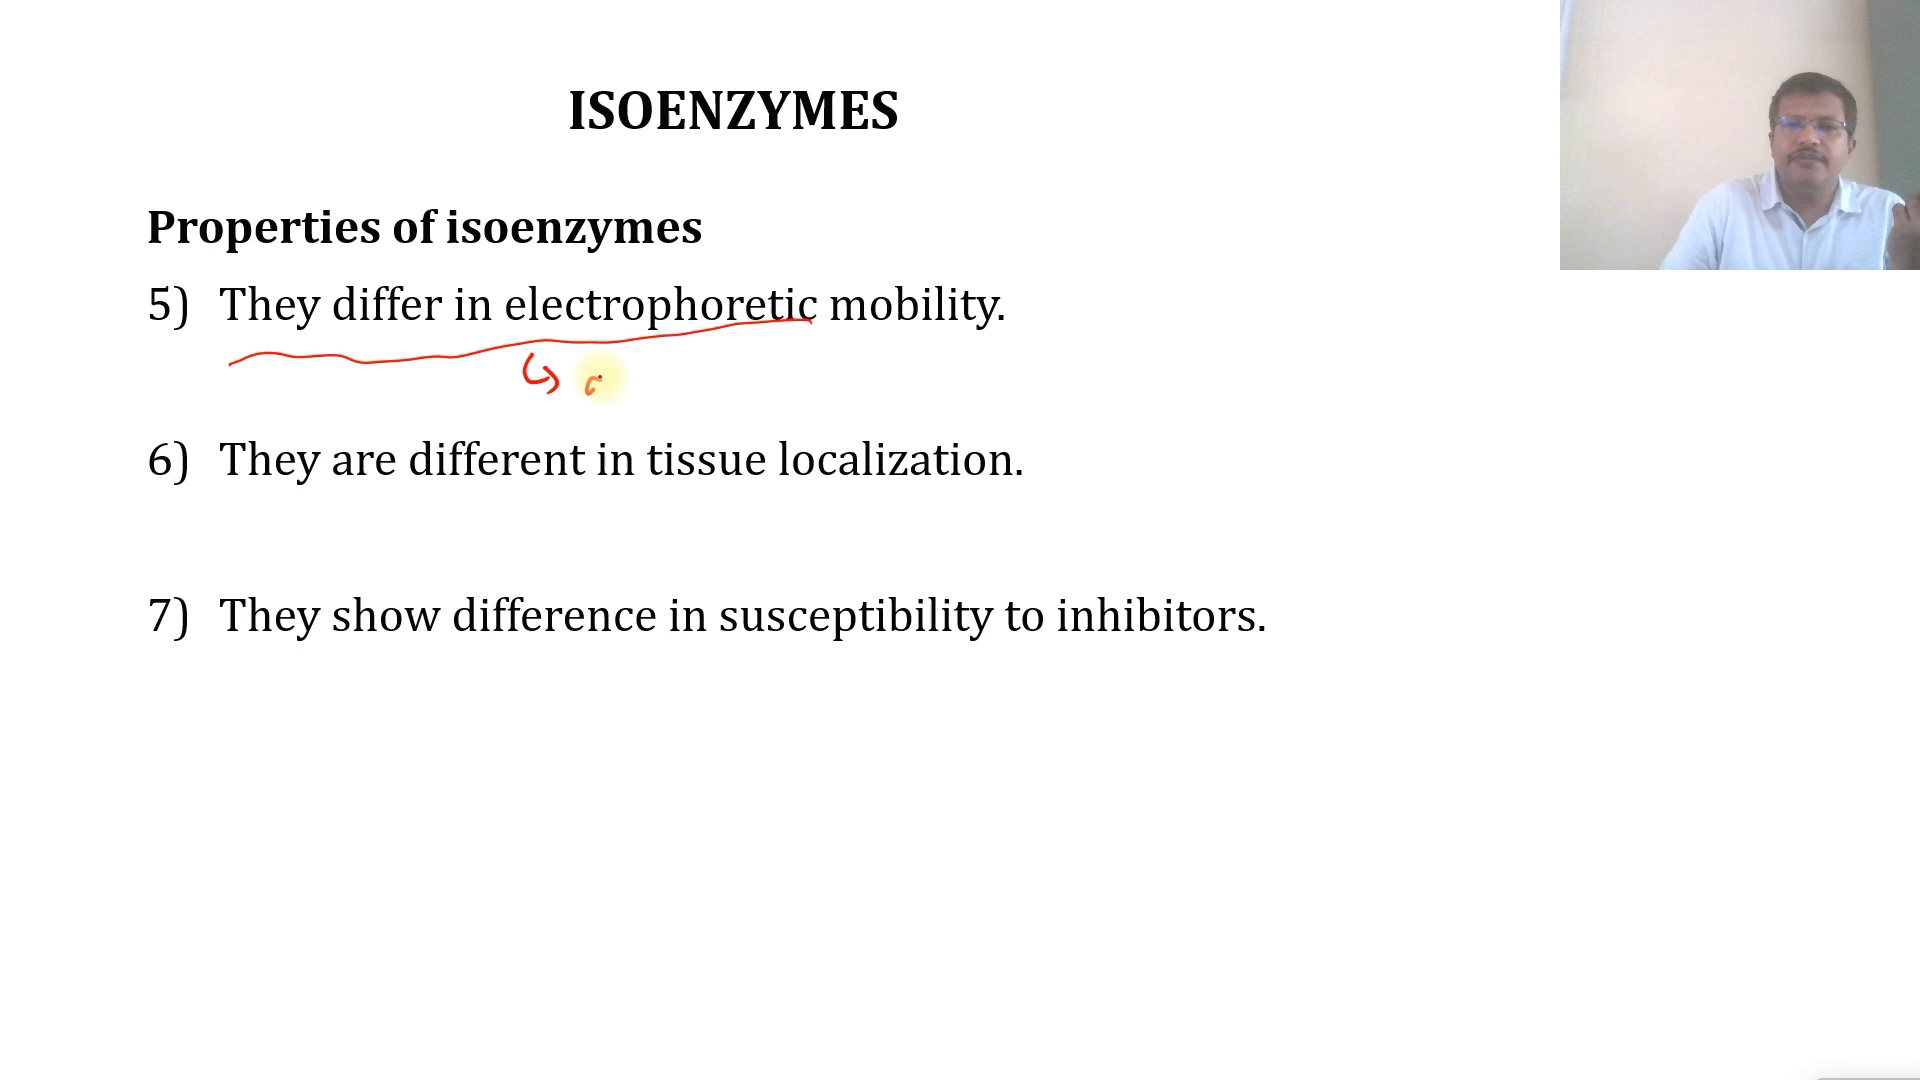 ISOENZYMES
Properties of isoenzymes
5) They differ in electrophoretic mobility.
6) They are different in tissue localization.
7) They show difference in susceptibility to inhibitors.